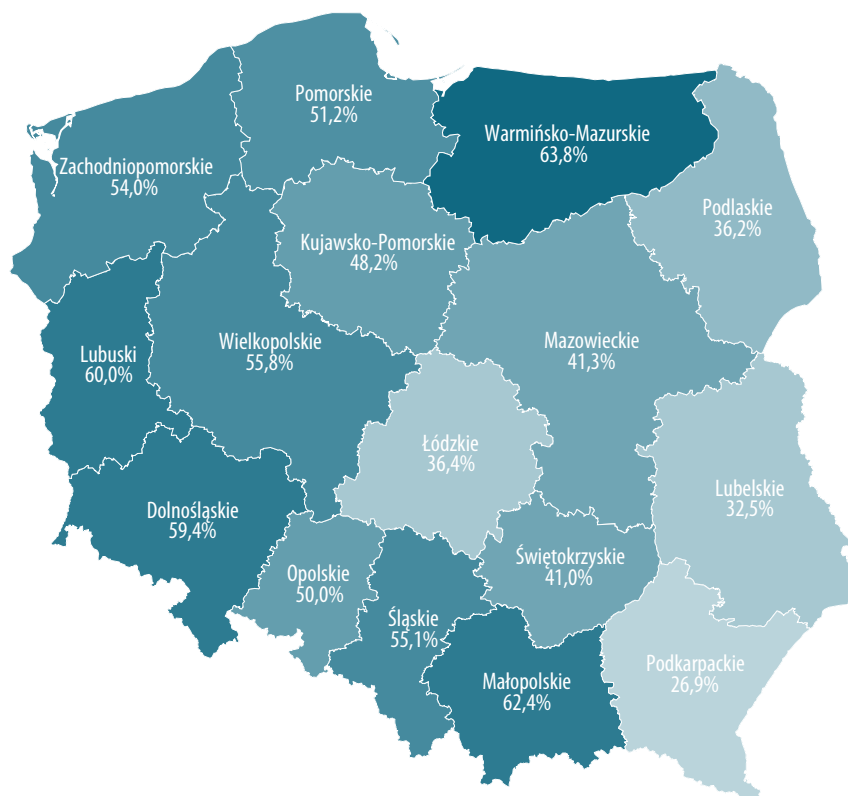 Pomorskie
51,2%
Warmińsko-Mazurskie
63,8%
Zachodniopomorskie
54,0%
Podlaskie
36,2%
Kujawsko-Pomorskie
48,2%
Lubuski
60,0%
Wielkopolskie
55,8%
Mazowieckie
41,3%
Łódzkie
36,4%
Lubelskie
32,5%
Dolnośląskie
59,4%
Opolskie
50,0%
Świętokrzyskie
41,0%
Śląskie
55,1%
Małopolskie
62,4%
Podkarpackie
26,9%